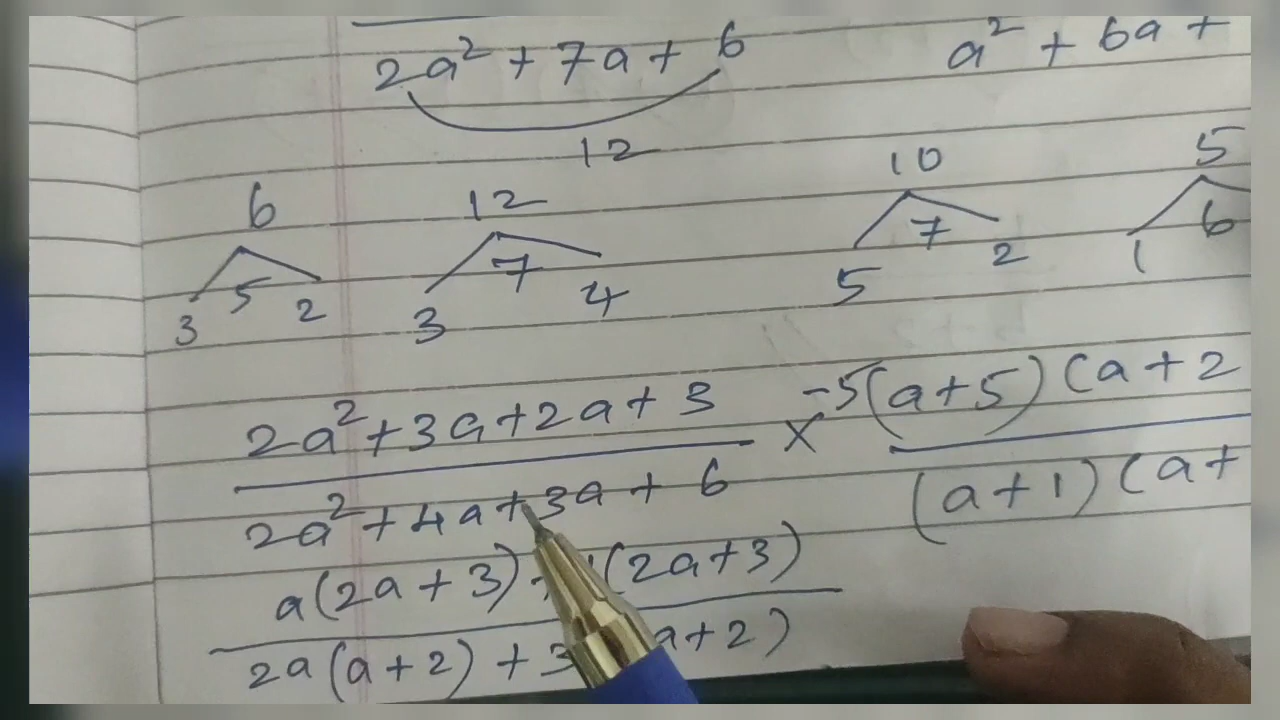 2a² + 7a + 6 a² + 6a +
12
6 12 10 5
5 7 7 6
3 2 3 4 5 2 1
2a² + 3a + 2a + 3 × -5(a+5)(a+2
2a² + 4a + 3a + 6 (a+1)(a+
a(2a+3) (2a+3)
2a(a+2) + 3 a+2)